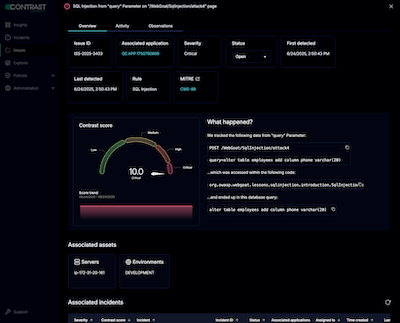 CONTRAST
SQL Injection from "query" Parameter on "/WebGoat/SqlInjection/attack4" page
Overview
Activity
Observations
Insights
Incidents
Issues
Explorer
Policies
Administration
Support
Issue ID
ISS-2025-5403
Associated application
Severity
Critical
Status
Open
First detected
6/24/2025, 2:50:43 PM
Last detected
6/24/2025, 2:50:43 PM
Rule
SQL Injection
MITRE
CWE-89
Contrast score
Low
Medium
High
Critical
10.0
Critical
Score trend
What happened?
We tracked the following data from "query" Parameter:
POST /WebGoat/SqlInjection/attack4
query=alter table employees add column phone varchar(20)
...which was accessed within the following code:
org.owasp.webgoat.lessons.sqlinjection.introduction.SqlInjection
...and ended up in this database query:
alter table employees add column phone varchar(20)
Associated assets
Servers
ip-172-31-20-161
Environments
DEVELOPMENT
Associated incidents
Severity
Contrast score
Incident
Incident ID
Status
Associated applications
Assigned to
Time created
Last